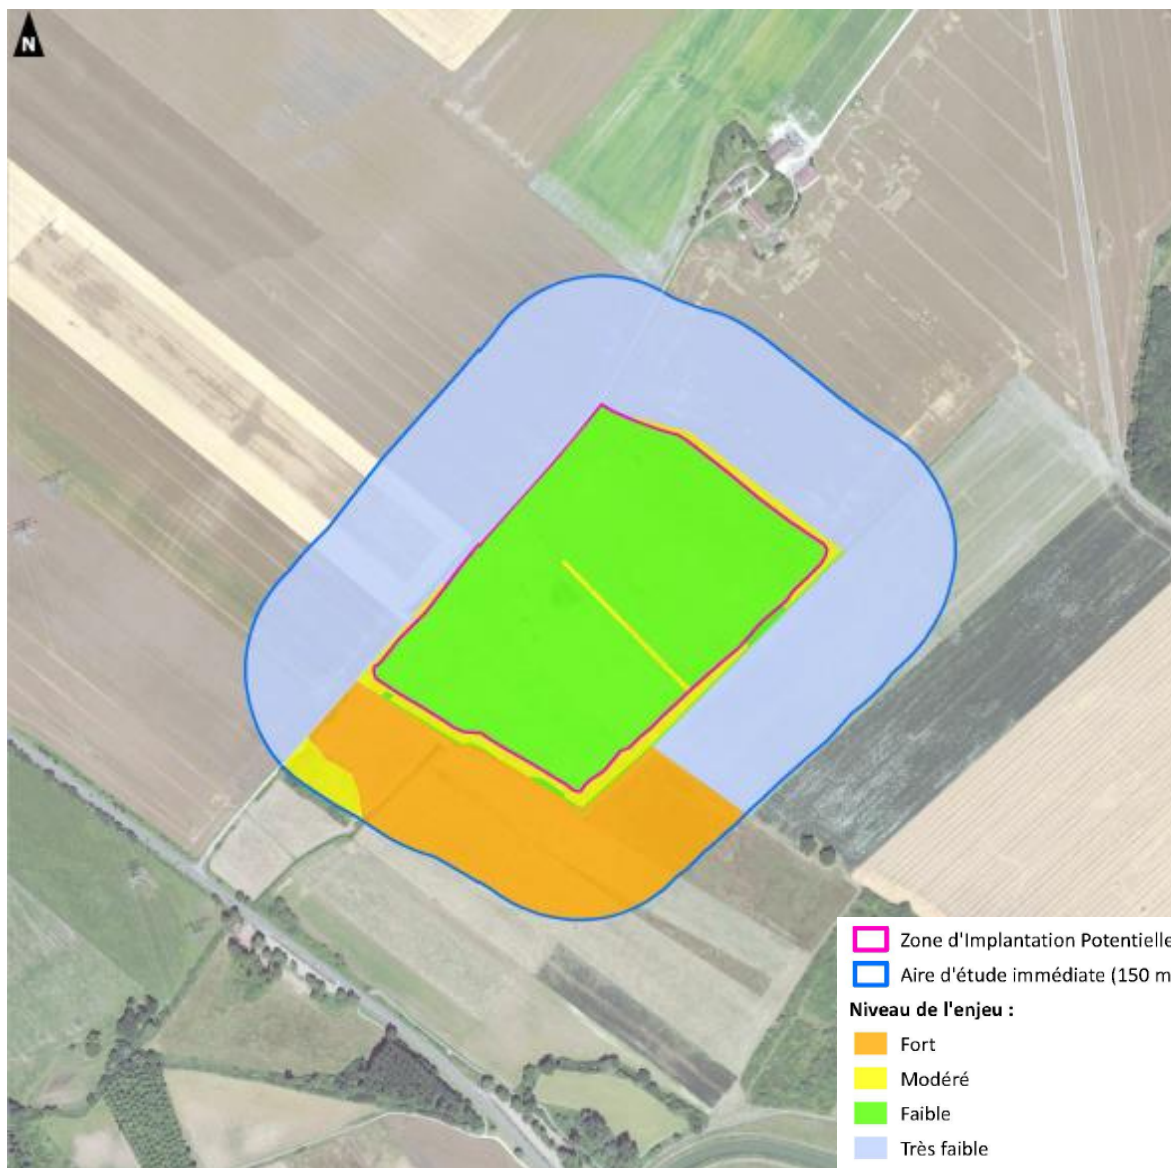 N
Zone d'Implantation Potentielle
Aire d'étude immédiate (150 m
Niveau de l'enjeu :
Fort
Modéré
Faible
Très faible